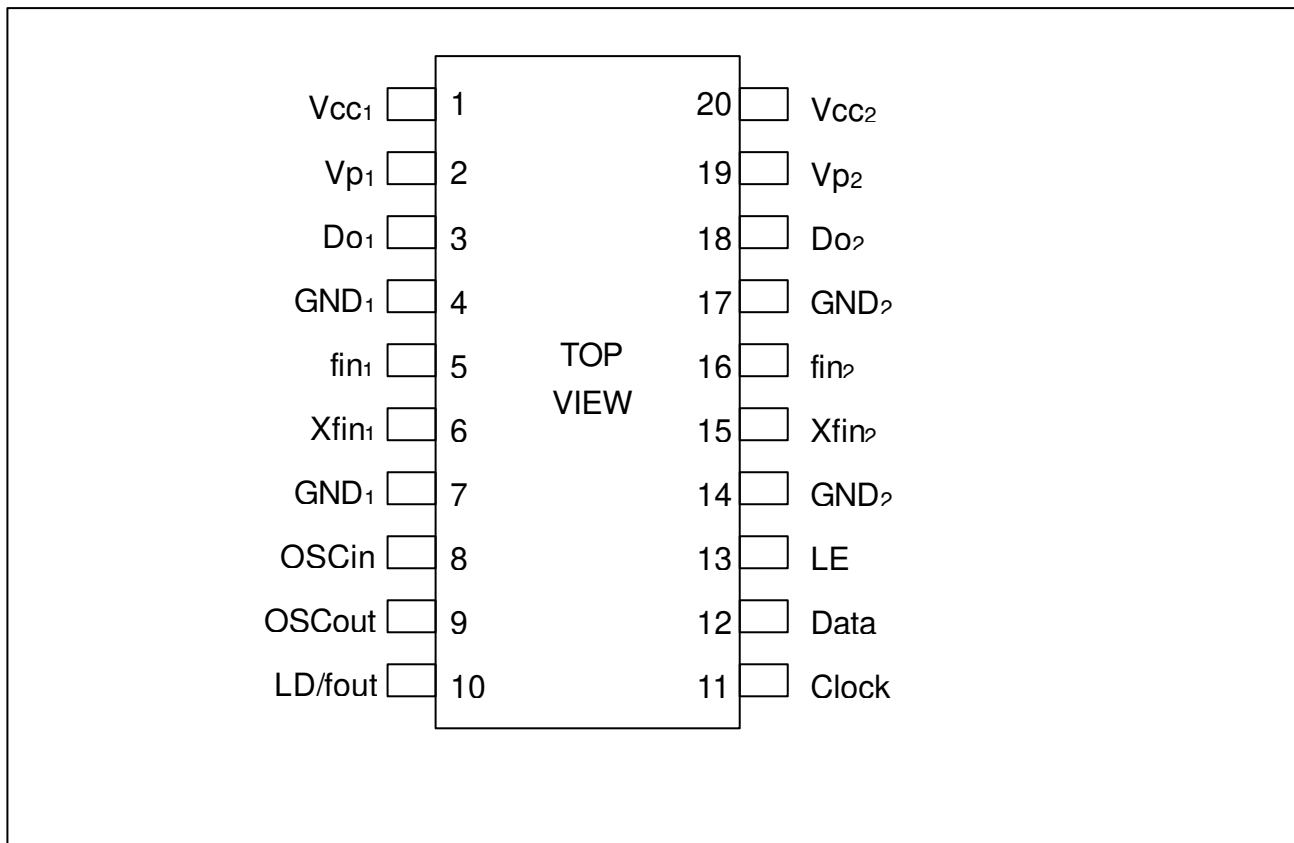 Vcc₁ 1 20 Vcc₂
Vp₁ 2 19 Vp₂
Do₁ 3 18 Do₂
GND₁ 4 17 GND₂
fin₁ 5 TOP 16 fin₂
VIEW
Xfin₁ 6 15 Xfin₂
GND₁ 7 14 GND₂
OSCin 8 13 LE
OSCout 9 12 Data
LD/fout 10 11 Clock